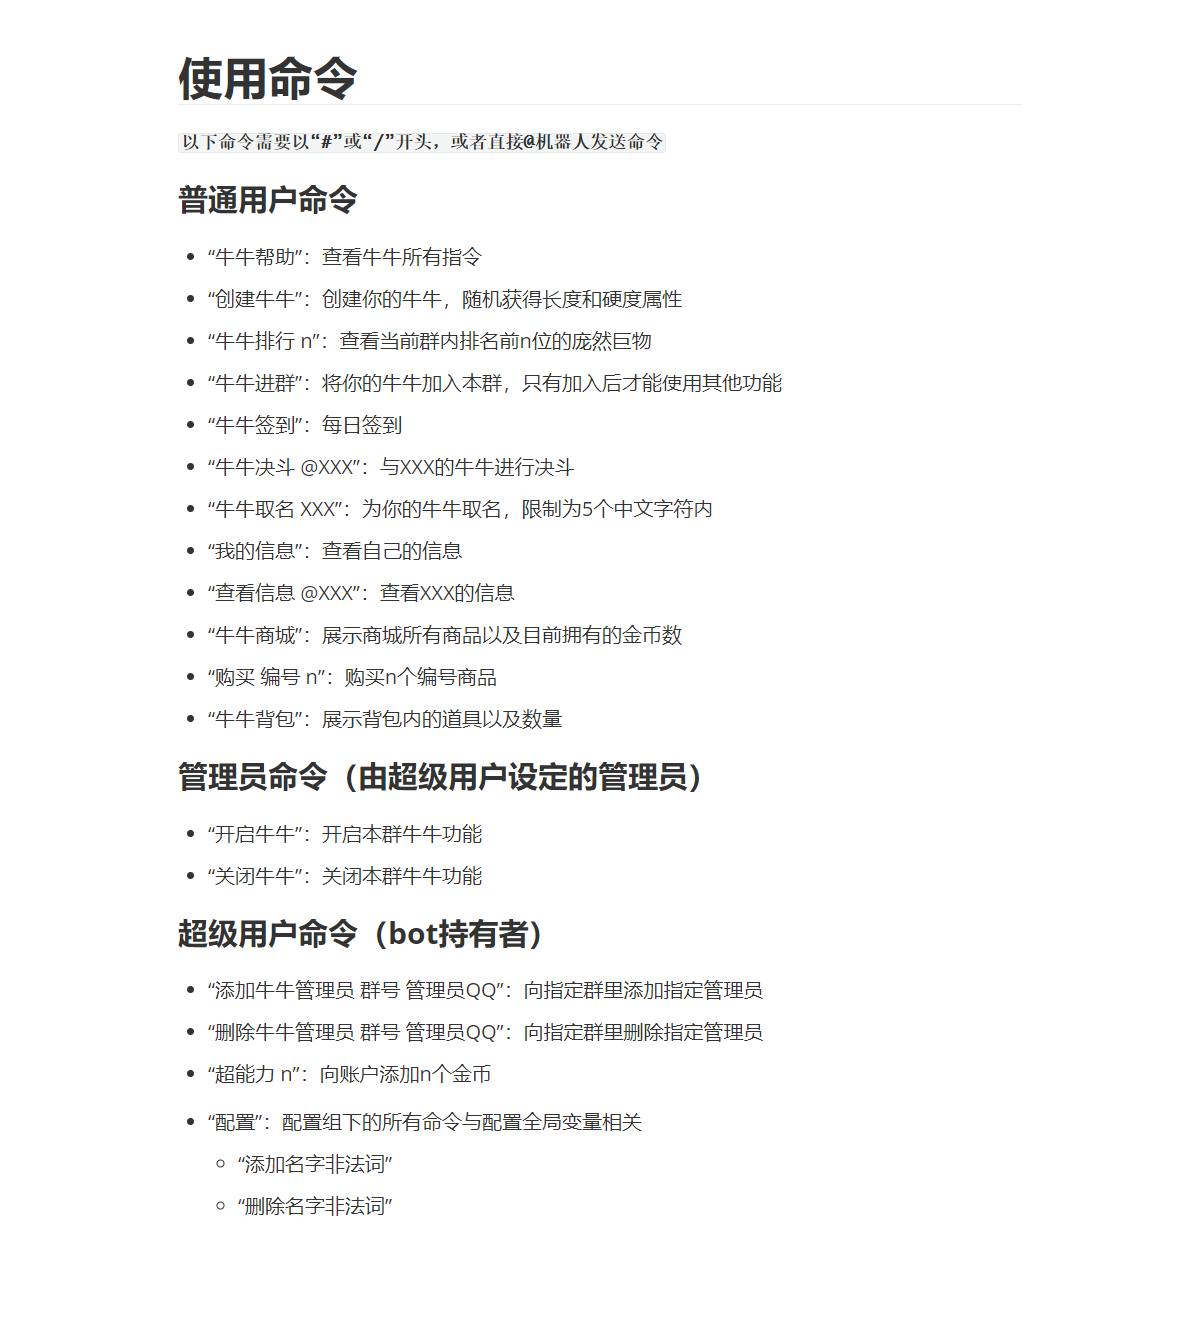 使用命令
以下命令需要以“#”或“/”开头，或者直接@机器人发送命令
普通用户命令
“牛牛帮助”：查看牛牛所有指令
“创建牛牛”：创建你的牛牛，随机获得长度和硬度属性
“牛牛排行 n”：查看当前群内排名前n位的庞然巨物
“牛牛进群”：将你的牛牛加入本群，只有加入后才能使用其他功能
“牛牛签到”：每日签到
“牛牛决斗 @XXX”：与XXX的牛牛进行决斗
“牛牛取名 XXX”：为你的牛牛取名，限制为5个中文字符内
“我的信息”：查看自己的信息
“查看信息 @XXX”：查看XXX的信息
“牛牛商城”：展示商城所有商品以及目前拥有的金币数
“购买 编号 n”：购买n个编号商品
“牛牛背包”：展示背包内的道具以及数量
管理员命令（由超级用户设定的管理员）
“开启牛牛”：开启本群牛牛功能
“关闭牛牛”：关闭本群牛牛功能
超级用户命令（bot持有者）
“添加牛牛管理员 群号 管理员QQ”：向指定群里添加指定管理员
“删除牛牛管理员 群号 管理员QQ”：向指定群里删除指定管理员
“超能力 n”：向账户添加n个金币
“配置”：配置组下的所有命令与配置全局变量相关
“添加名字非法词”
“删除名字非法词”